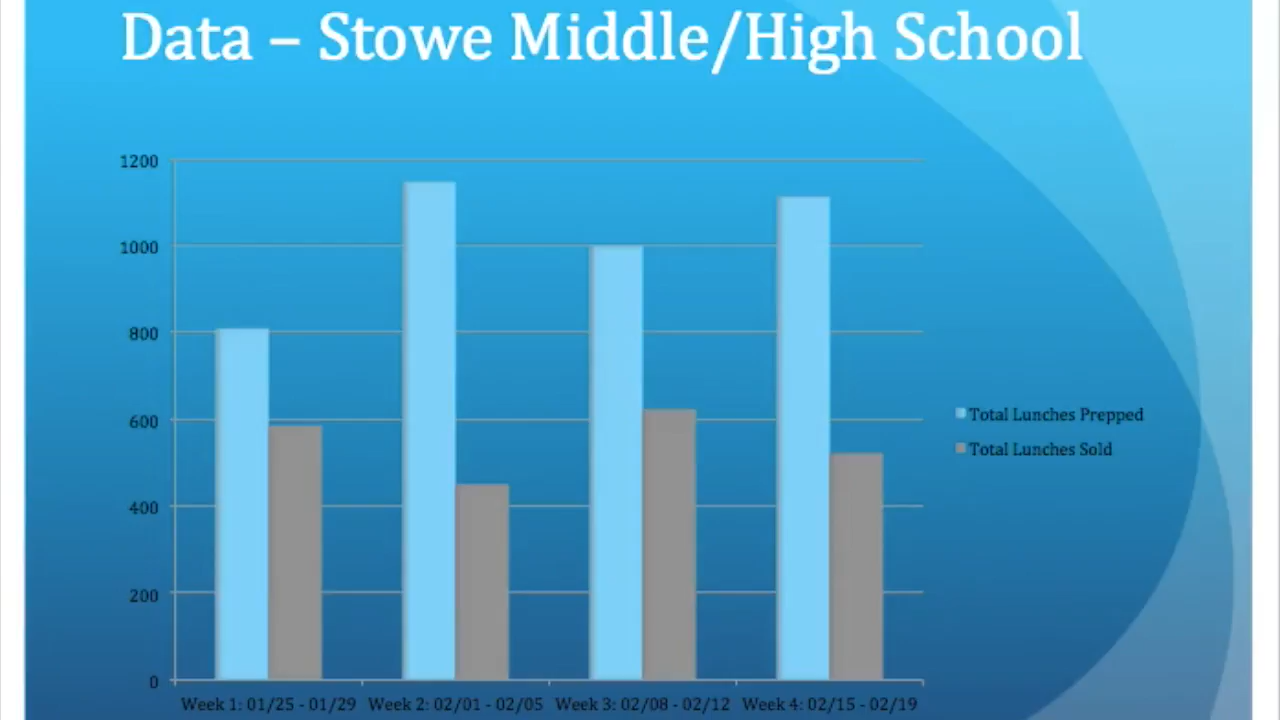 Data – Stowe Middle/High School
1200
1000
800
600
400
200
0
Total Lunches Prepped
Total Lunches Sold
Week 1: 01/25 - 01/29 Week 2: 02/01 - 02/05 Week 3: 02/08 - 02/12 Week 4: 02/15 - 02/19